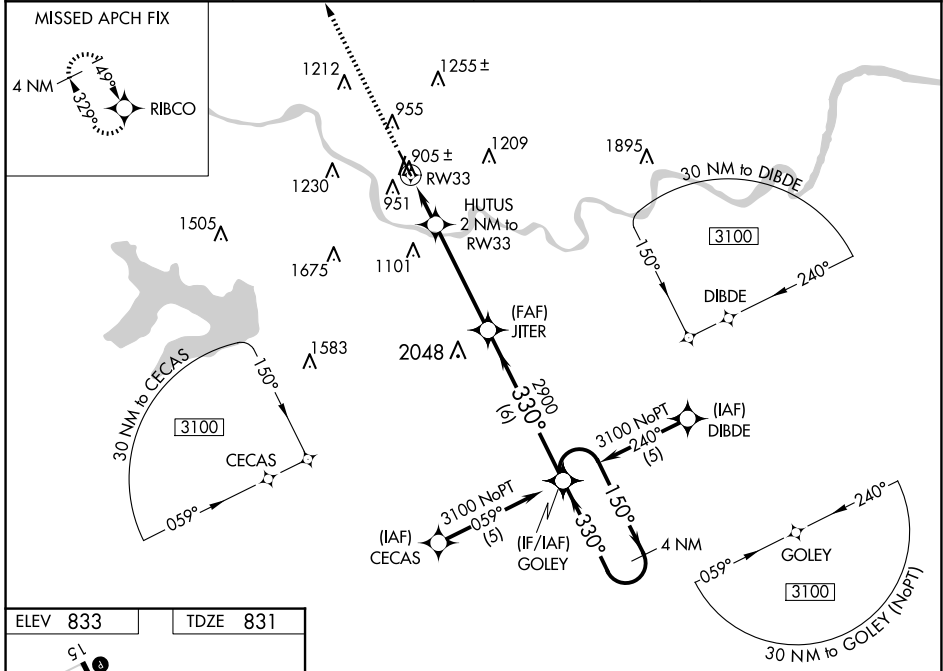 MISSED APCH FIX
4 NM
149°
329°
RIBCO
1212
1255 ±
955
905 ±
RW33
1209
1895
1230
951
HUTUS
2 NM to
RW33
1505
1675
1101
30 NM to DIBDE
3100
150°
240°
DIBDE
(FAF)
JITER
2048
1583
30 NM to CECAS
150°
3100
CECAS
059°
2900
330°
(6)
3100 NoPT
240°
(5)
(IAF)
DIBDE
3100 NoPT
059°
(5)
(IAF)
CECAS
(IF/IAF)
GOLEY
330°
150°
4 NM
240°
059°
GOLEY
3100
30 NM to GOLEY (NoPT)
ELEV 833
TDZE 831
15
P